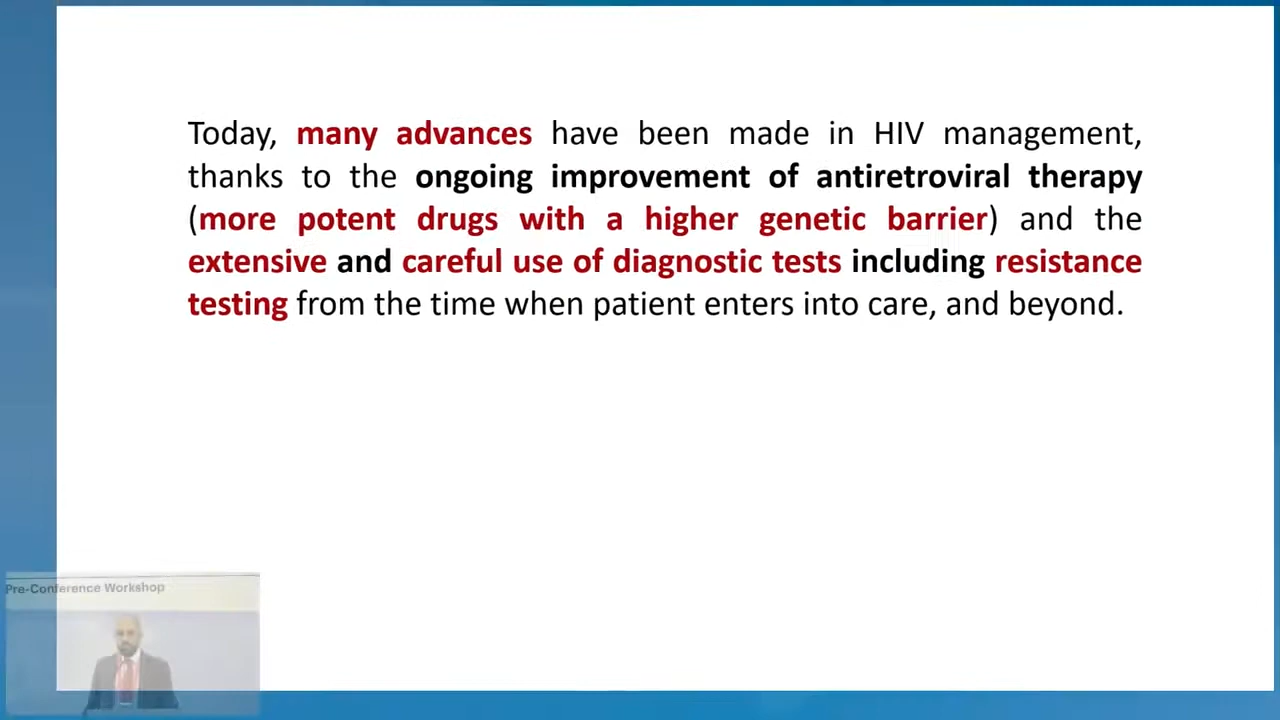 Today, many advances have been made in HIV management,
thanks to the ongoing improvement of antiretroviral therapy
(more potent drugs with a higher genetic barrier) and the
extensive and careful use of diagnostic tests including resistance
testing from the time when patient enters into care, and beyond.
Pre-Conference Workshop